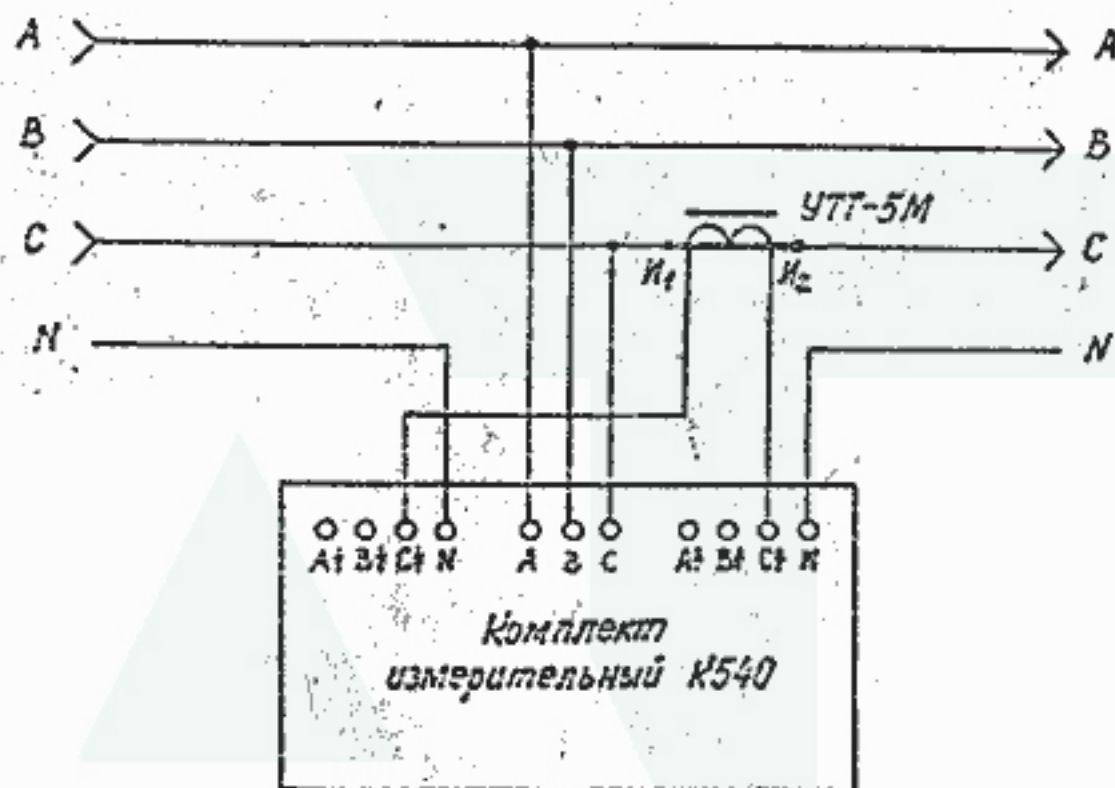 A A
B B
УТТ-5М
C C
И₁ И₂
N N
A† B† C† N A B C A† B† C† N
Комплект
измерительный К540